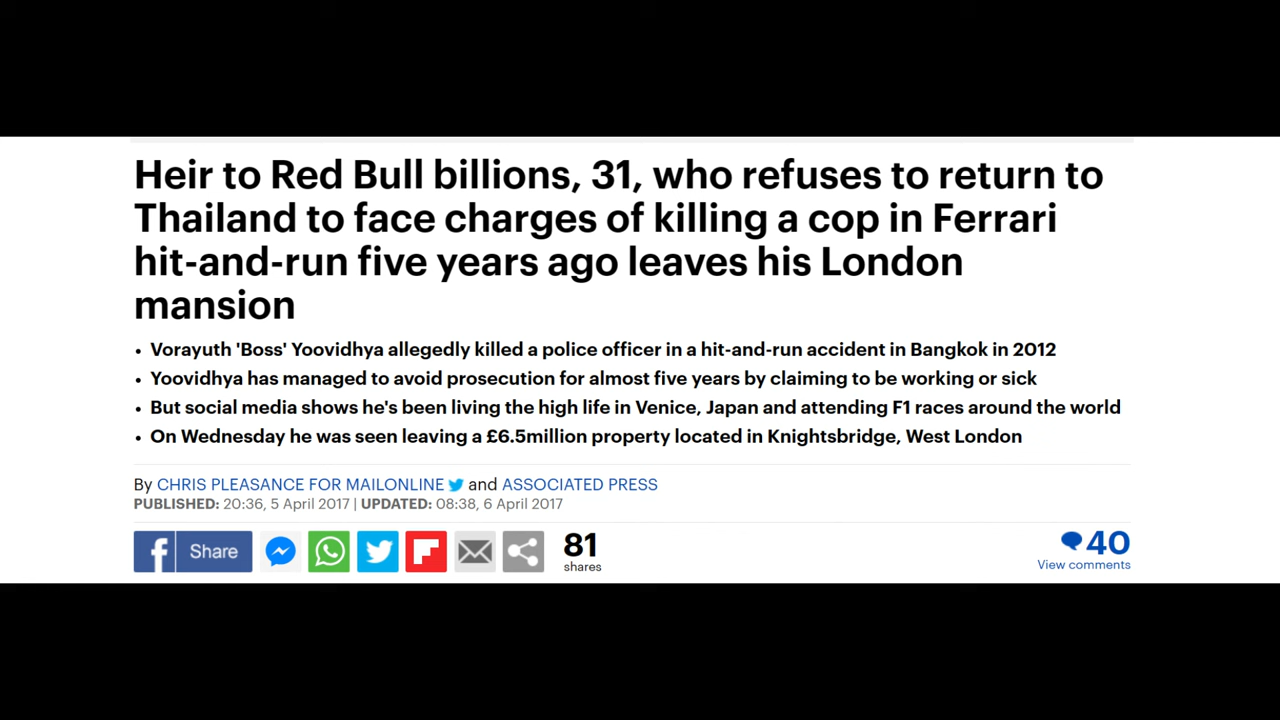 Heir to Red Bull billions, 31, who refuses to return to
Thailand to face charges of killing a cop in Ferrari
hit-and-run five years ago leaves his London
mansion
• Vorayuth 'Boss' Yoovidhya allegedly killed a police officer in a hit-and-run accident in Bangkok in 2012
• Yoovidhya has managed to avoid prosecution for almost five years by claiming to be working or sick
• But social media shows he's been living the high life in Venice, Japan and attending F1 races around the world
• On Wednesday he was seen leaving a £6.5million property located in Knightsbridge, West London
By CHRIS PLEASANCE FOR MAILONLINE and ASSOCIATED PRESS
PUBLISHED: 20:36, 5 April 2017 | UPDATED: 08:38, 6 April 2017
Share
81
shares
40
View comments